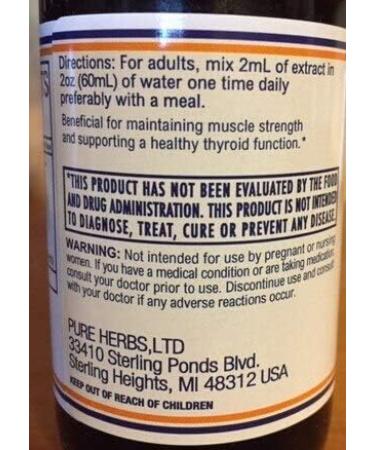 Directions: For adults, mix 2mL of extract in
2oz (60mL) of water one time daily
preferably with a meal.
Beneficial for maintaining muscle strength
and supporting a healthy thyroid function.*
*THIS PRODUCT HAS NOT BEEN EVALUATED BY THE FOOD
AND DRUG ADMINISTRATION. THIS PRODUCT IS NOT INTENDED
TO DIAGNOSE, TREAT, CURE OR PREVENT ANY DISEASE.
WARNING: Not intended for use by pregnant or nursing
women. If you have a medical condition or are taking medication,
consult your doctor prior to use. Discontinue use and consult
with your doctor if any adverse reactions occur.
PURE HERBS,LTD
33410 Sterling Ponds Blvd.
Sterling Heights, MI 48312 USA
KEEP OUT OF REACH OF CHILDREN